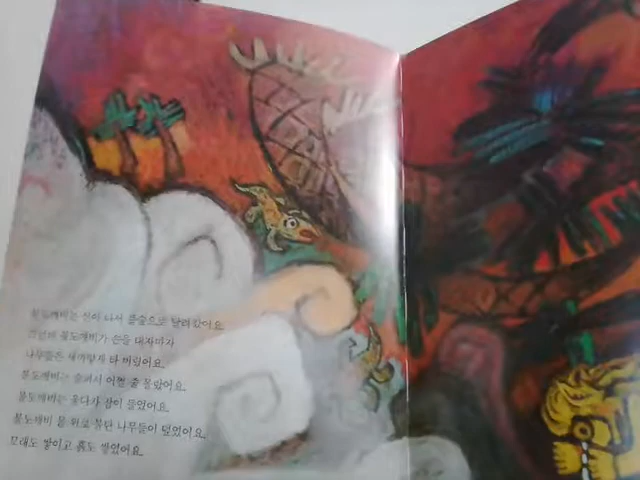 불도깨비는 신이 나서 풀숲으로 달려갔어요.
그런데 불도깨비가 손을 대자마자
나무들은 새까맣게 타 버렸어요.
불도깨비는 슬퍼서 어쩔 줄 몰랐어요.
불도깨비는 울다가 잠이 들었어요.
불도깨비 몸 위로 불탄 나무들이 덮였어요.
모래도 쌓이고 흙도 쌓였어요.